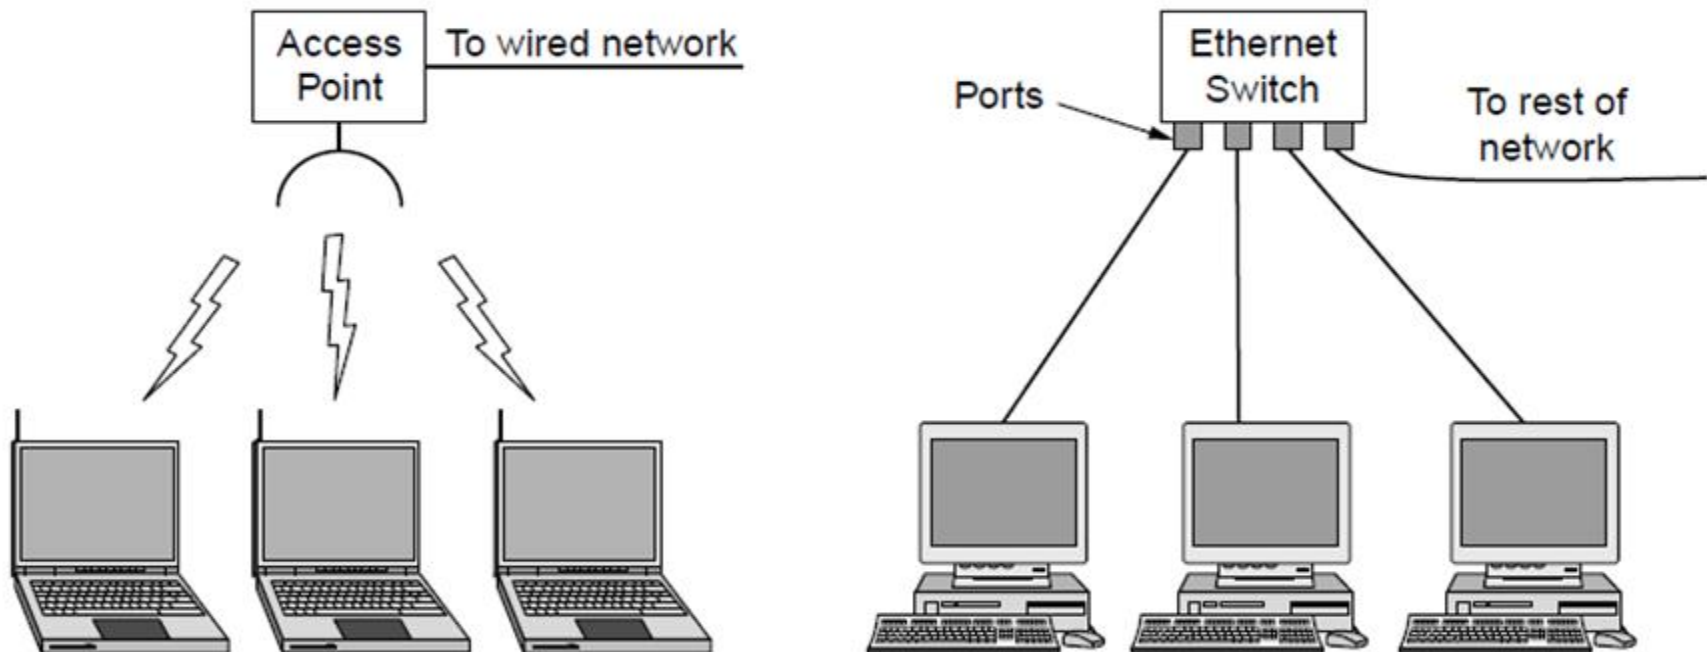 Access
Point
To wired network
Ethernet
Switch
Ports
To rest of
network